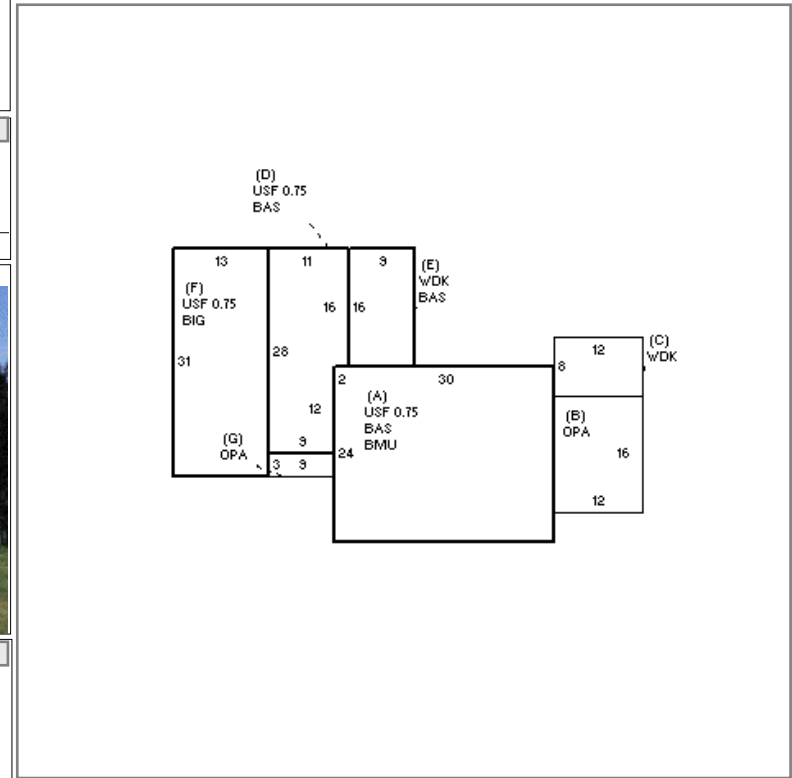 (D)
USF 0.75
BAS
13
11
9
(E)
WDK
BAS
(F)
USF 0.75
BIG
16
16
31
28
12
9
(G)
OPA
3
9
2
30
(A)
USF 0.75
BAS
BMU
24
12
8
(C)
WDK
(B)
OPA
16
12